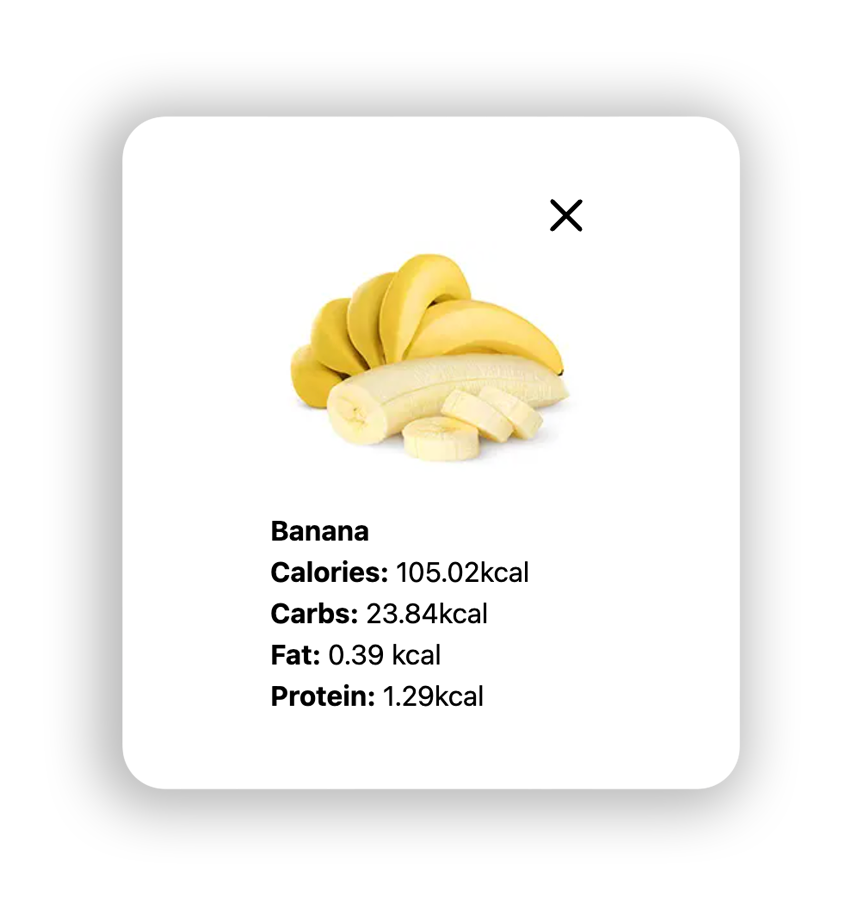 Banana
Calories: 105.02kcal
Carbs: 23.84kcal
Fat: 0.39 kcal
Protein: 1.29kcal